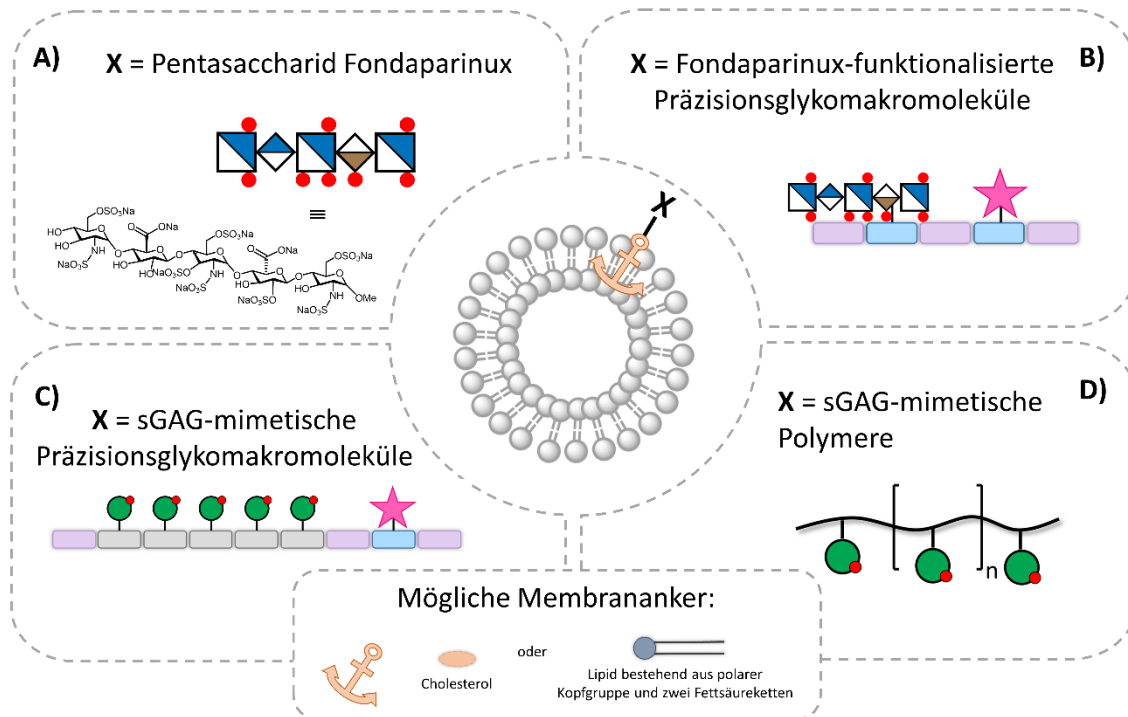 A)
X = Pentasaccharid Fondaparinux
≡
OSO₃Na
HO
HO
O
NH
NaO₃S
O
ONa
O
HO
HO
O
OSO₃Na
O
NaO₃SO
NH
NaO₃S
O
ONa
O
HO
OSO₃Na
O
OSO₃Na
O
HO
NH
NaO₃S
OMe
B)
X = Fondaparinux-funktionalisierte
Präzisionsglykomakromoleküle
X
C)
X = sGAG-mimetische
Präzisionsglykomakromoleküle
D)
X = sGAG-mimetische
Polymere
n
Mögliche Membrananker:
Cholesterol
oder
Lipid bestehend aus polarer
Kopfgruppe und zwei Fettsäureketten